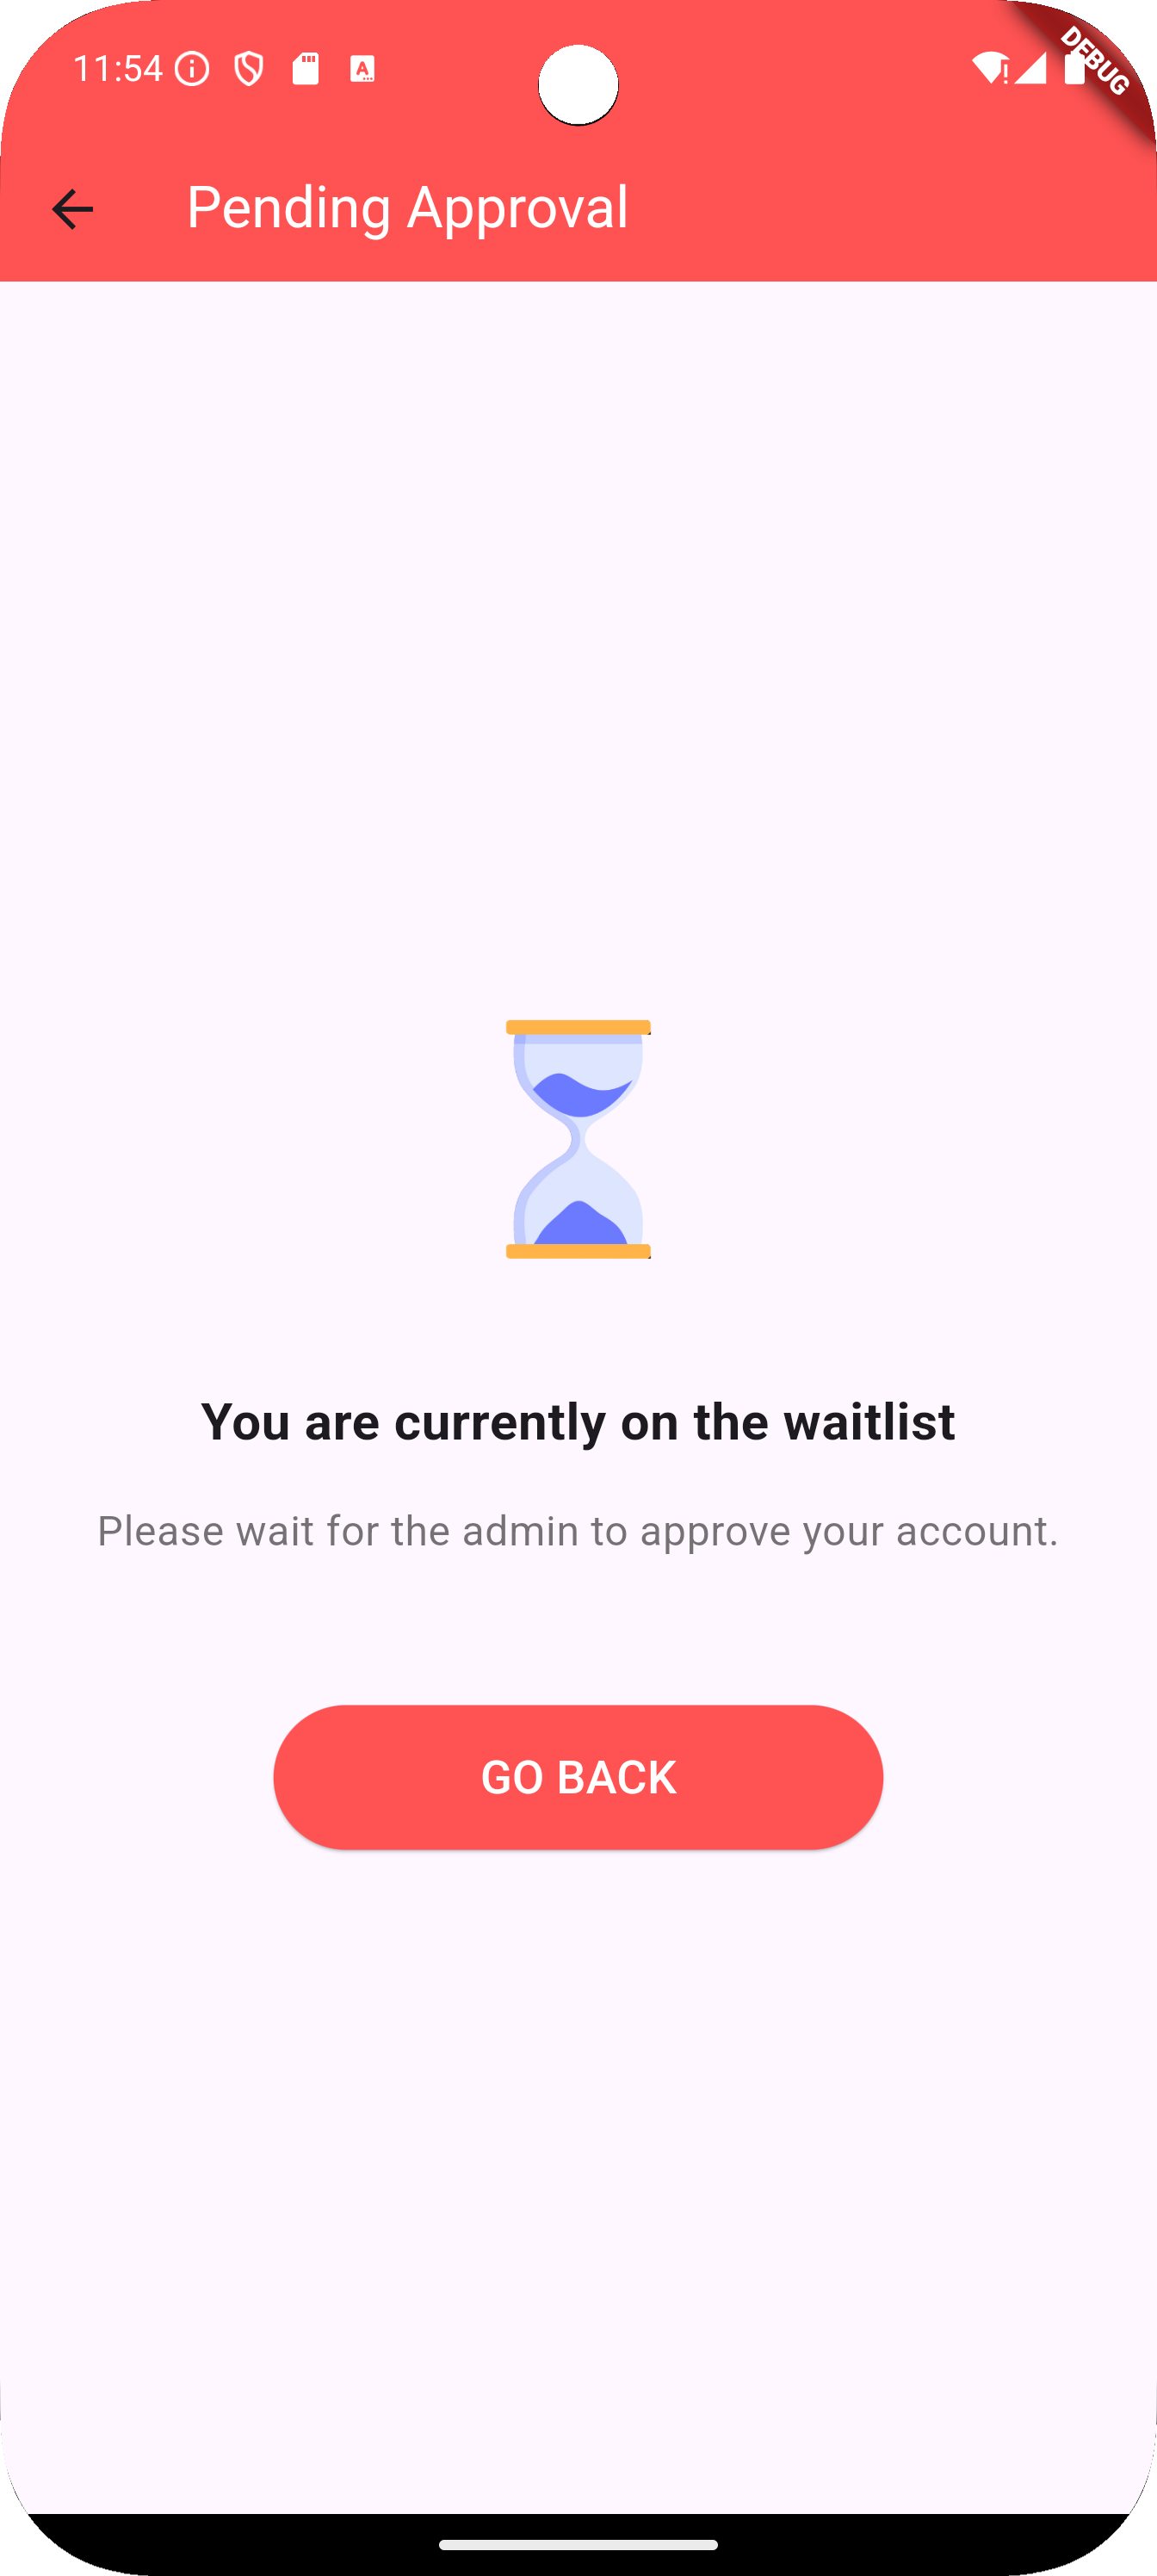 11:54
DEBUG
Pending Approval
You are currently on the waitlist
Please wait for the admin to approve your account.
GO BACK